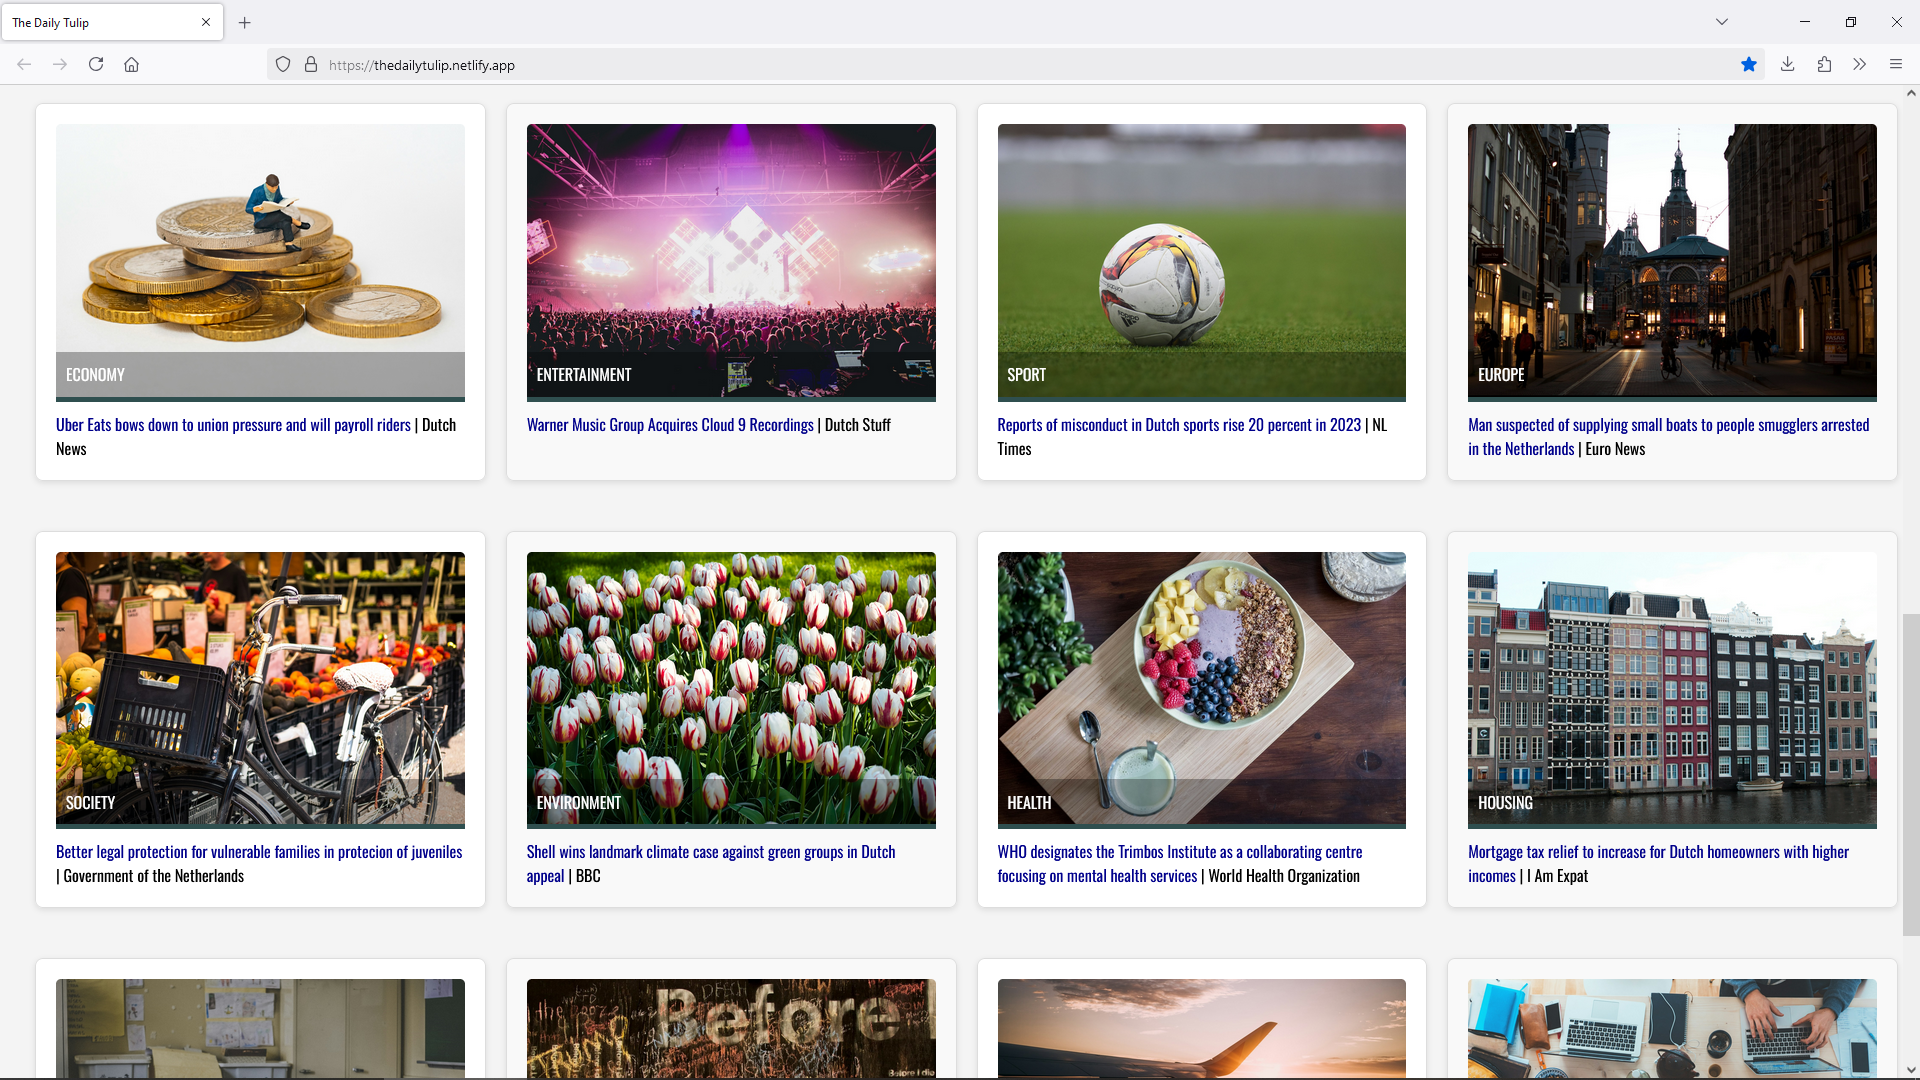 The Daily Tulip
https://thedailytulip.netlify.app
ECONOMY
Uber Eats bows down to union pressure and will payroll riders | Dutch
News
ENTERTAINMENT
Warner Music Group Acquires Cloud 9 Recordings | Dutch Stuff
SPORT
Reports of misconduct in Dutch sports rise 20 percent in 2023 | NL
Times
EUROPE
Man suspected of supplying small boats to people smugglers arrested
in the Netherlands | Euro News
SOCIETY
Better legal protection for vulnerable families in protecion of juveniles
| Government of the Netherlands
ENVIRONMENT
Shell wins landmark climate case against green groups in Dutch
appeal | BBC
HEALTH
WHO designates the Trimbos Institute as a collaborating centre
focusing on mental health services | World Health Organization
HOUSING
Mortgage tax relief to increase for Dutch homeowners with higher
incomes | I Am Expat
Before
Before I die